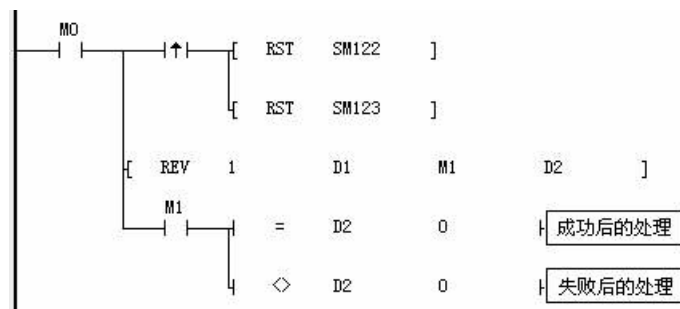 M0
↑ RST SM122
RST SM123
REV 1 D1 M1 D2
M1
= D2 0 成功后的处理
<> D2 0 失败后的处理